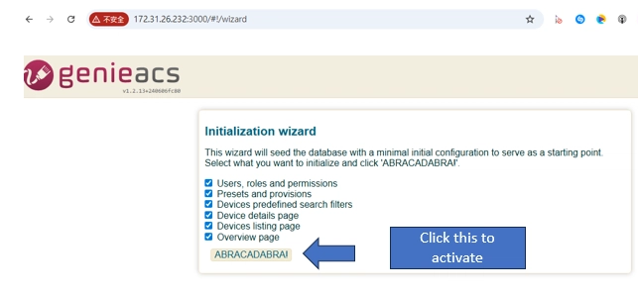 不安全 172.31.26.232:3000/#!/wizard
genieacs
v1.2.13+240606fc80
Initialization wizard
This wizard will seed the database with a minimal initial configuration to serve as a starting point.
Select what you want to initialize and click 'ABRACADABRA!'.
Users, roles and permissions
Presets and provisions
Devices predefined search filters
Device details page
Devices listing page
Overview page
ABRACADABRA!
Click this to
activate